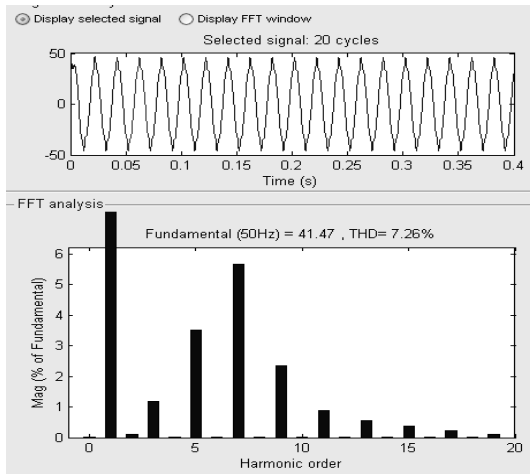 Display selected signal Display FFT window
Selected signal: 20 cycles
50
0
-50
0 0.05 0.1 0.15 0.2 0.25 0.3 0.35 0.4
Time (s)
FFT analysis
Fundamental (50Hz) = 41.47 , THD= 7.26%
6
5
4
3
2
1
0
Mag (% of Fundamental)
0 5 10 15 20
Harmonic order